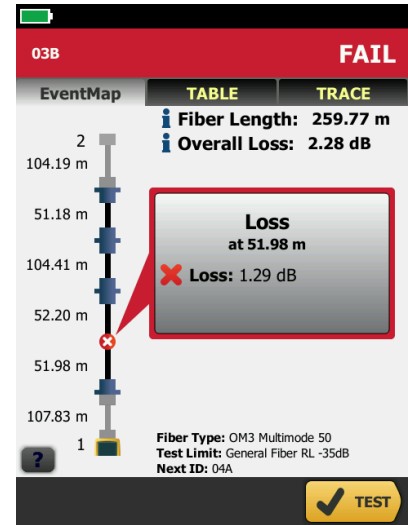 03B
FAIL
EventMap
TABLE
TRACE
i Fiber Length: 259.77 m
i Overall Loss: 2.28 dB
2
104.19 m
51.18 m
104.41 m
52.20 m
51.98 m
107.83 m
1
Loss
at 51.98 m
Loss: 1.29 dB
Fiber Type: OM3 Multimode 50
Test Limit: General Fiber RL -35dB
Next ID: 04A
?
TEST